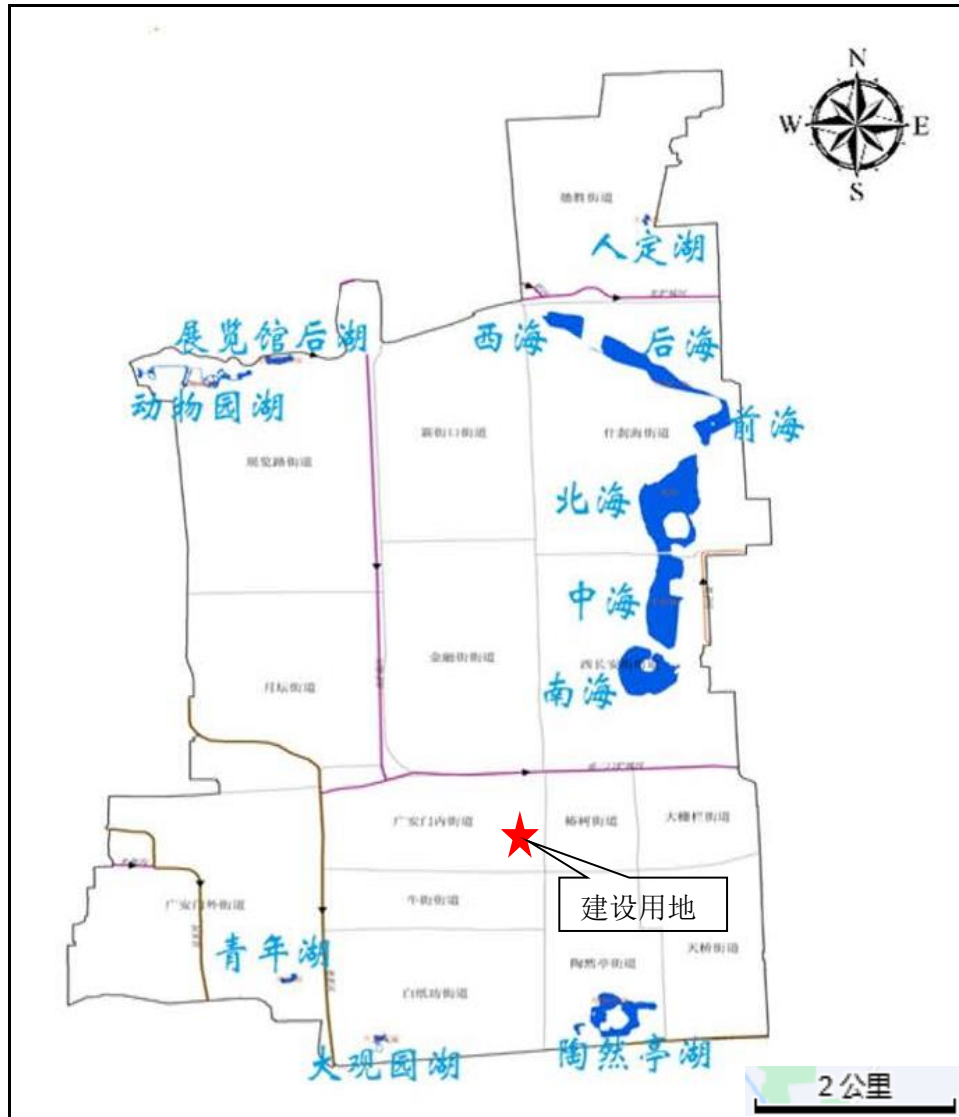 N
W
E
S
德胜街道
人定湖
展览馆后湖
西海
后海
动物园湖
前海
新街口街道
什刹海街道
展览路街道
北海
中海
金融街街道
西长安街街道
月坛街道
南海
广安门内街道
椿树街道
大栅栏街道
建设用地
牛街街道
广安门外街道
青年湖
天桥街道
陶然亭街道
白纸坊街道
大观园湖
陶然亭湖
2 公里